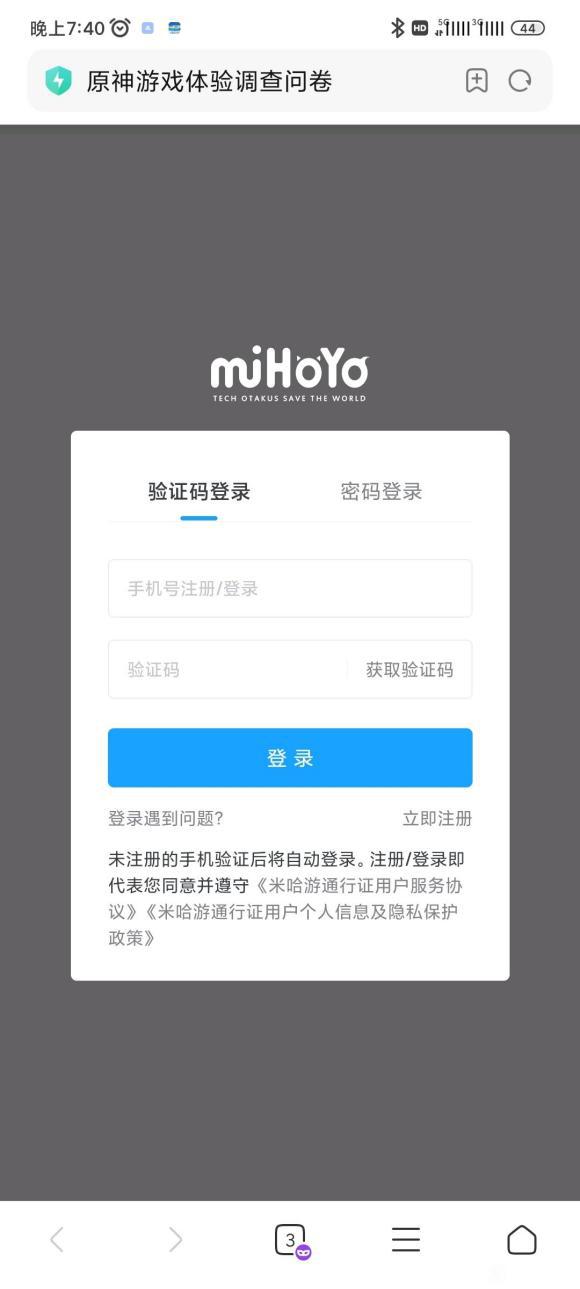 晚上7:40
HD 5G 3G 44
原神游戏体验调查问卷
miHoYo
TECH OTAKUS SAVE THE WORLD
验证码登录 密码登录
手机号注册/登录
验证码 获取验证码
登录
登录遇到问题? 立即注册
未注册的手机验证后将自动登录。注册/登录即
代表您同意并遵守《米哈游通行证用户服务协
议》《米哈游通行证用户个人信息及隐私保护
政策》
3